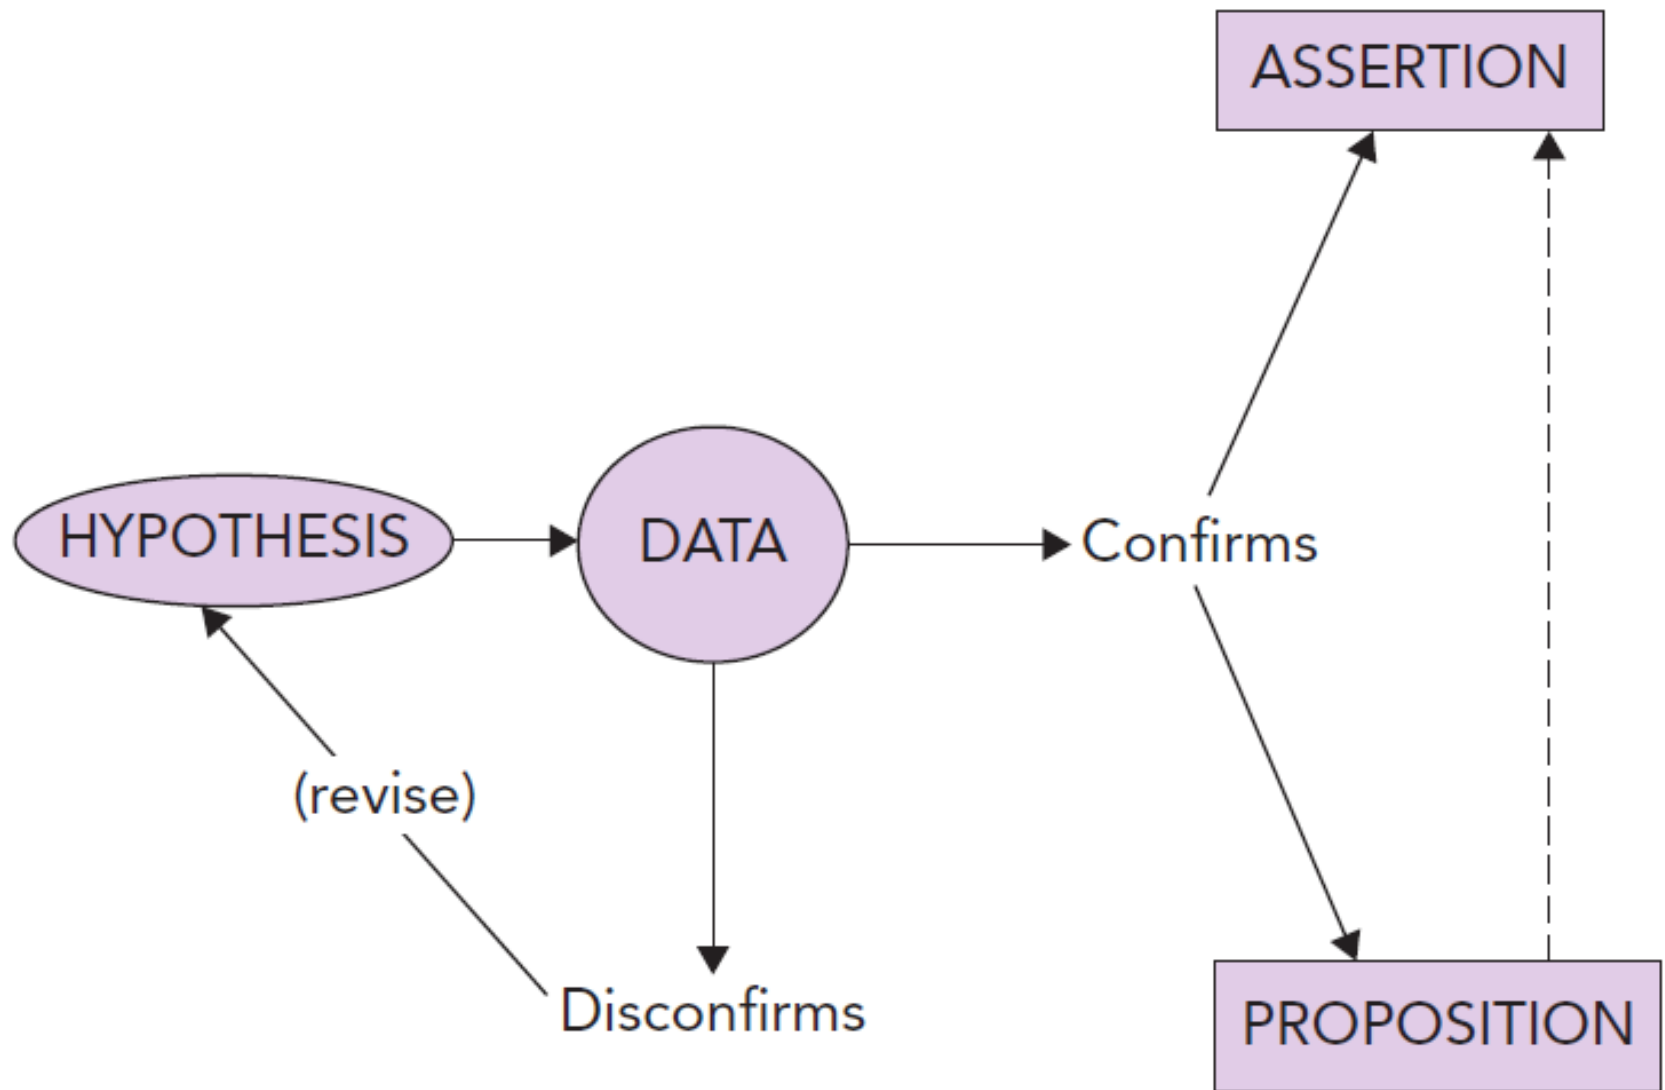 ASSERTION
HYPOTHESIS
DATA
Confirms
(revise)
Disconfirms
PROPOSITION